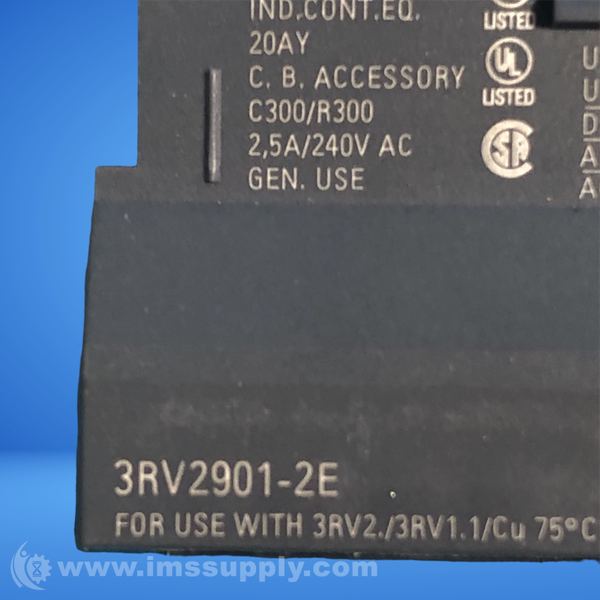 IND.CONT.EQ.
LISTED
20AY
C. B. ACCESSORY
UL
LISTED
C300/R300
2,5A/240V AC
GEN. USE
SA
U
U
D
A
A
3RV2901-2E
FOR USE WITH 3RV2./3RV1.1/Cu 75°C
www.imssupply.com